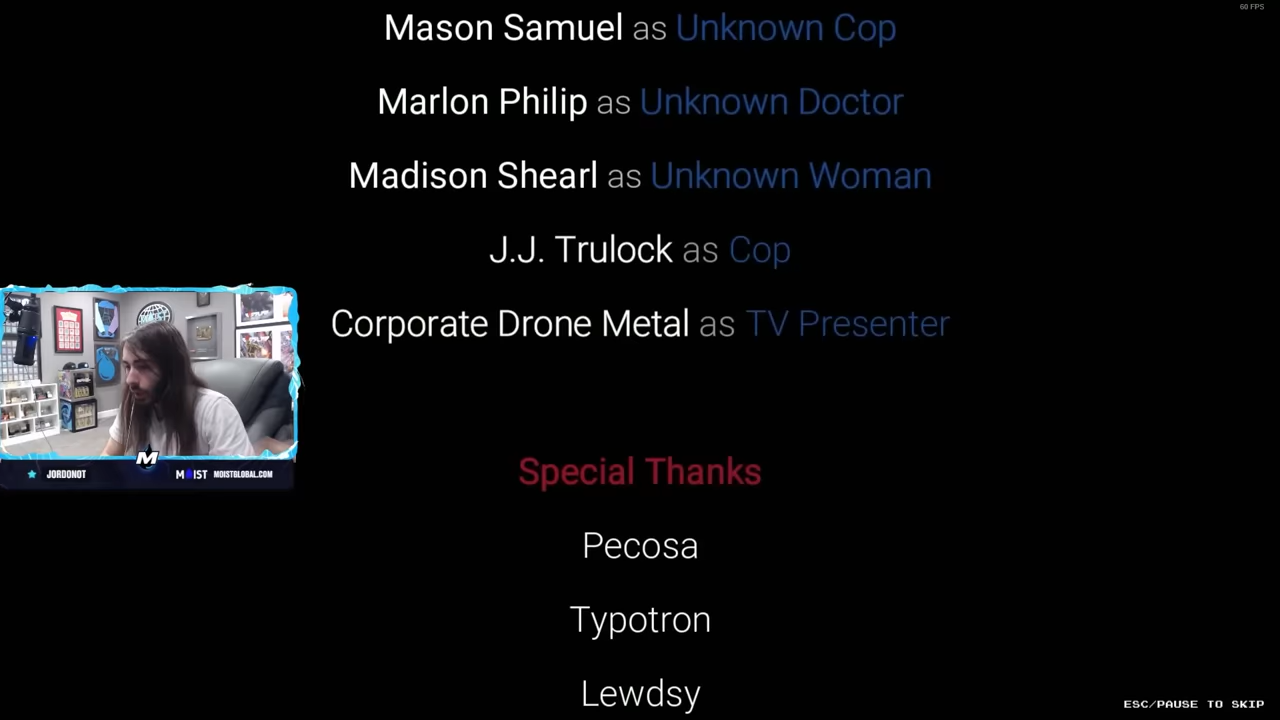 60 FPS
Mason Samuel as Unknown Cop
Marlon Philip as Unknown Doctor
Madison Shearl as Unknown Woman
J.J. Trulock as Cop
Corporate Drone Metal as TV Presenter
M
JORDONOT
MOIST MOISTGLOBAL.COM
Special Thanks
Pecosa
Typotron
Lewdsy
ESC/PAUSE TO SKIP